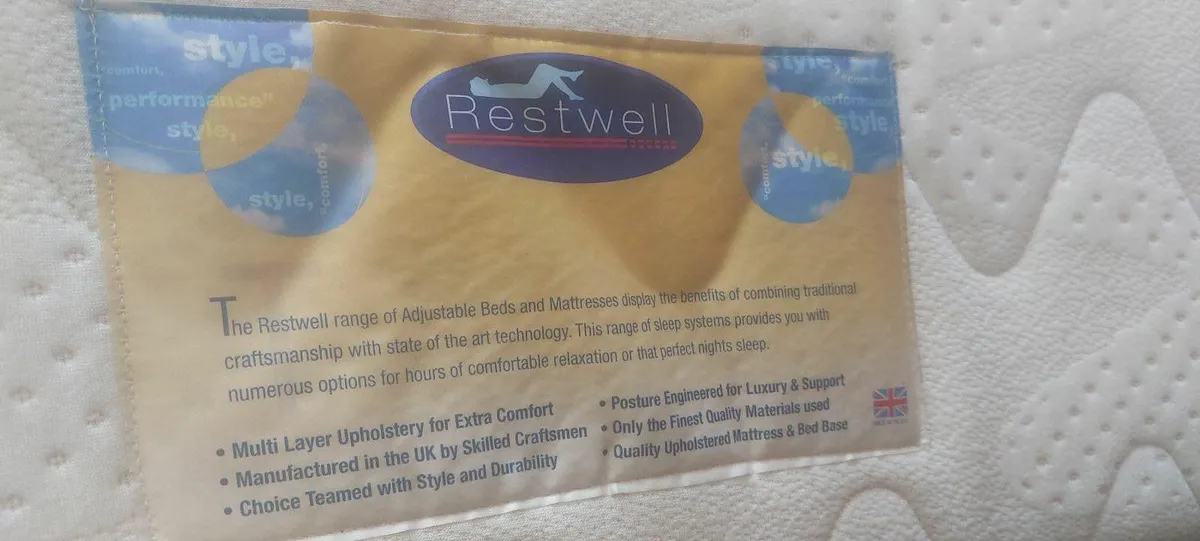 style,
"comfort,
performance"
style,
style,
"comfort,
Restwell
style,
performance
style
style,
"comfort,
The Restwell range of Adjustable Beds and Mattresses display the benefits of combining traditional
craftsmanship with state of the art technology. This range of sleep systems provides you with
numerous options for hours of comfortable relaxation or that perfect nights sleep.
• Multi Layer Upholstery for Extra Comfort
• Manufactured in the UK by Skilled Craftsmen
• Choice Teamed with Style and Durability
• Posture Engineered for Luxury & Support
• Only the Finest Quality Materials used
• Quality Upholstered Mattress & Bed Base